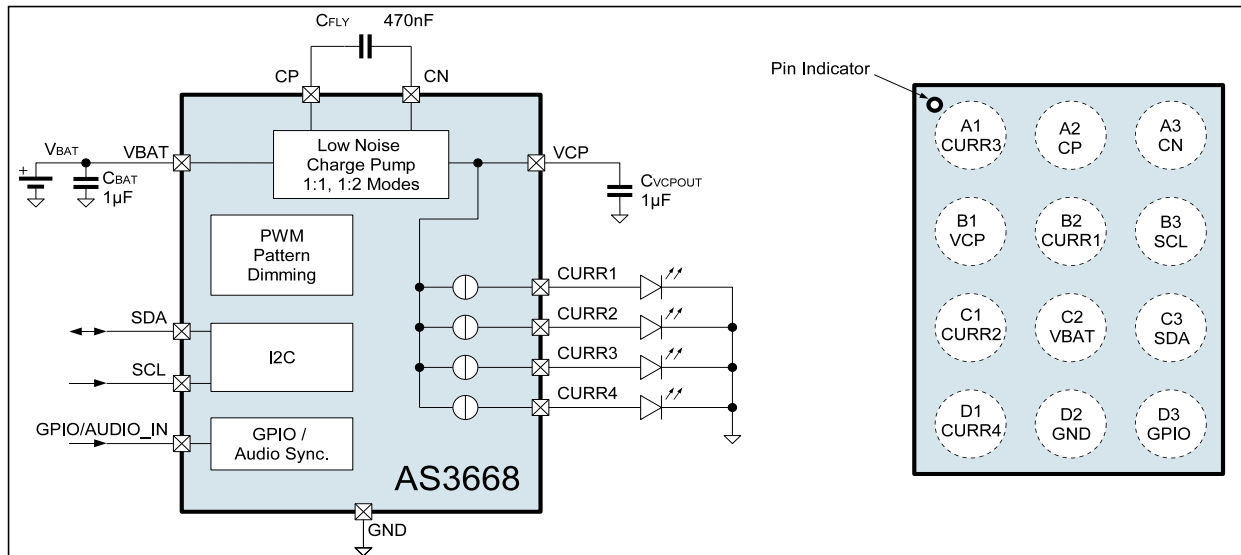 CFLY 470nF
CP
CN
VBAT
VBAT
+
CBAT
1µF
Low Noise
Charge Pump
1:1, 1:2 Modes
VCP
CVCPOUT
1µF
PWM
Pattern
Dimming
CURR1
CURR2
CURR3
CURR4
SDA
SCL
I2C
GPIO/AUDIO_IN
GPIO /
Audio Sync.
AS3668
GND
Pin Indicator
A1
CURR3
A2
CP
A3
CN
B1
VCP
B2
CURR1
B3
SCL
C1
CURR2
C2
VBAT
C3
SDA
D1
CURR4
D2
GND
D3
GPIO